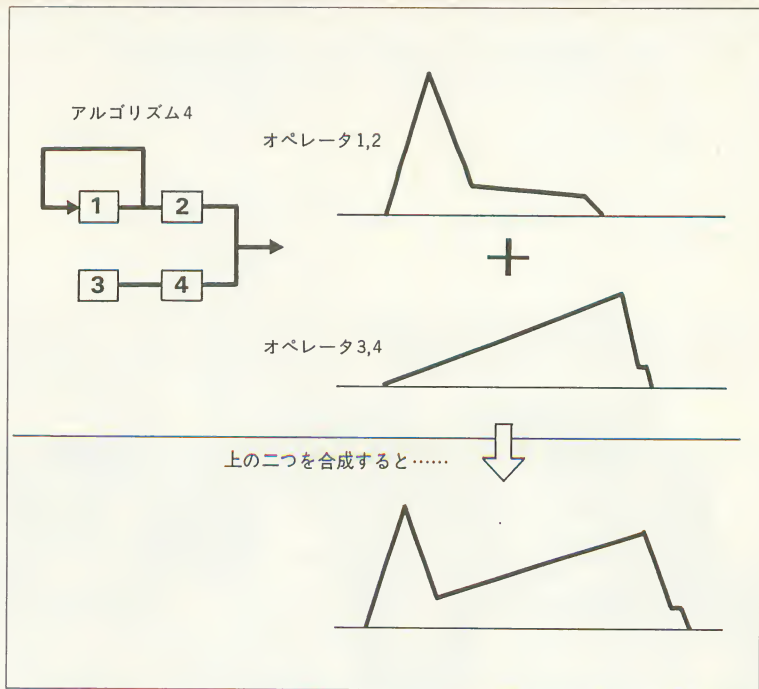 アルゴリズム4
オペレータ1,2
1 2
3 4
オペレータ3,4
上の二つを合成すると……